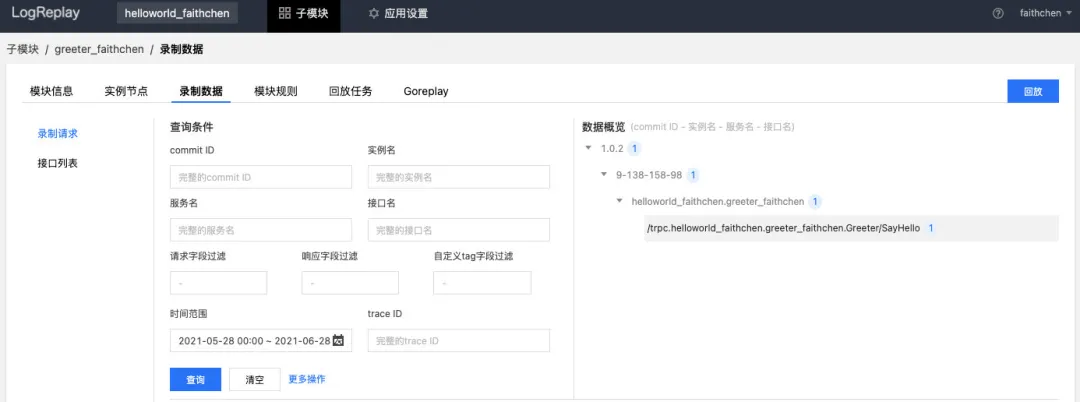 LogReplay helloworld_faithchen 子模块 应用设置 faithchen
子模块 / greeter_faithchen / 录制数据
模块信息 实例节点 录制数据 模块规则 回放任务 Goreplay 回放
录制请求
接口列表
查询条件
commit ID 实例名
完整的commit ID 完整的实例名
服务名 接口名
完整的服务名 完整的接口名
请求字段过滤 响应字段过滤 自定义tag字段过滤
- - -
时间范围 trace ID
2021-05-28 00:00 ~ 2021-06-28 完整的trace ID
查询 清空 更多操作
数据概览 (commit ID - 实例名 - 服务名 - 接口名)
1.0.2 1
9-138-158-98 1
helloworld_faithchen.greeter_faithchen 1
/trpc.helloworld_faithchen.greeter_faithchen.Greeter/SayHello 1